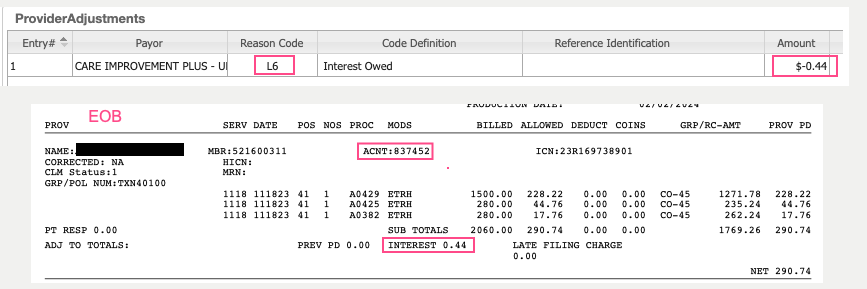 ProviderAdjustments
Entry# Payor Reason Code Code Definition Reference Identification Amount
1 CARE IMPROVEMENT PLUS - L6 Interest Owed $-0.44
PRODUCTION DATE: 02/02/2024
EOB
PROV SERV DATE POS NOS PROC MODS BILLED ALLOWED DEDUCT COINS GRP/RC-AMT PROV PD
NAME: MBR:521600311 ACNT:837452 ICN:23R169738901
CORRECTED: NA HICN:
CLM Status:1 MRN:
GRP/POL NUM:TXN40100
1118 111823 41 1 A0429 ETRH 1500.00 228.22 0.00 0.00 CO-45 1271.78 228.22
1118 111823 41 1 A0425 ETRH 280.00 44.76 0.00 0.00 CO-45 235.24 44.76
1118 111823 41 1 A0382 ETRH 280.00 17.76 0.00 0.00 CO-45 262.24 17.76
PT RESP 0.00 SUB TOTALS 2060.00 290.74 0.00 0.00 1769.26 290.74
ADJ TO TOTALS: PREV PD 0.00 INTEREST 0.44 LATE FILING CHARGE
0.00
NET 290.74